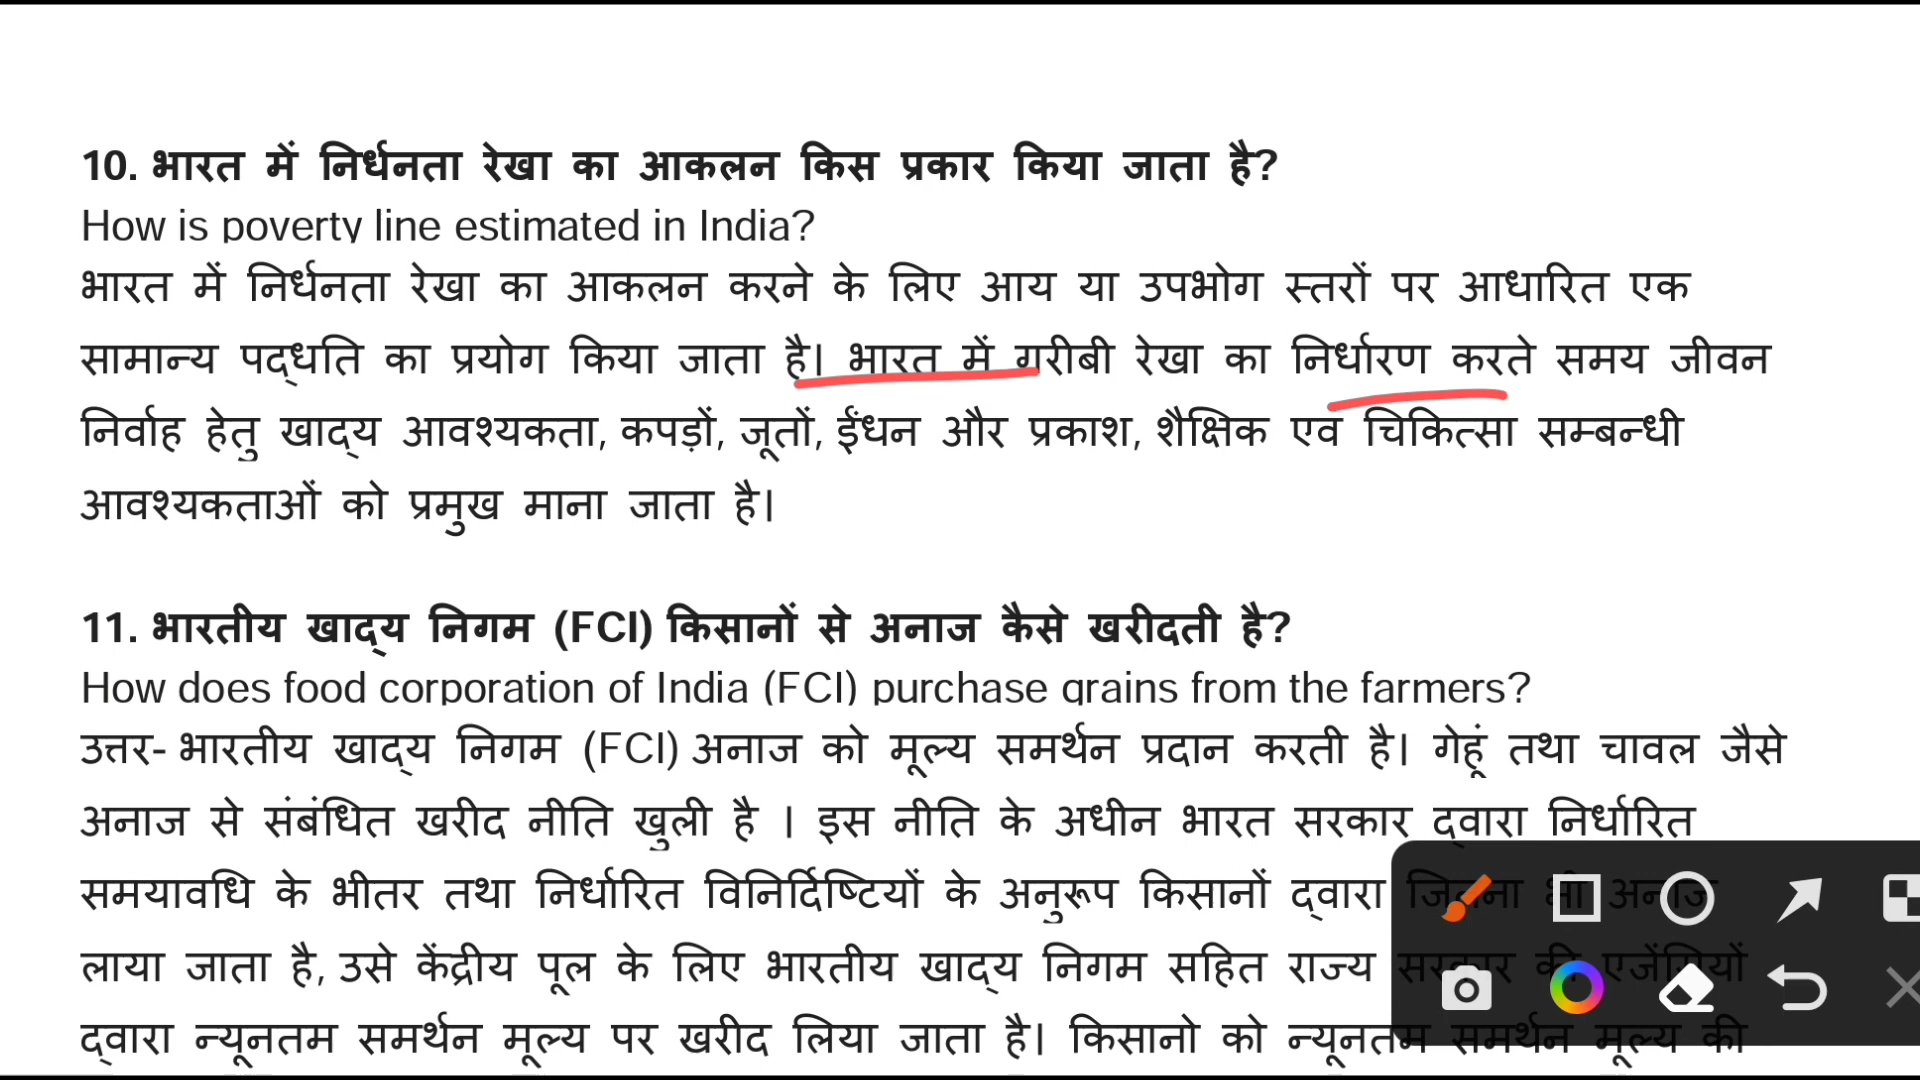 10. भारत में निर्धनता रेखा का आकलन किस प्रकार किया जाता है?
How is poverty line estimated in India?
भारत में निर्धनता रेखा का आकलन करने के लिए आय या उपभोग स्तरों पर आधारित एक
सामान्य पद्धति का प्रयोग किया जाता है। भारत में गरीबी रेखा का निर्धारण करते समय जीवन
निर्वाह हेतु खाद्य आवश्यकता, कपड़ों, जूतों, ईंधन और प्रकाश, शैक्षिक एव चिकित्सा सम्बन्धी
आवश्यकताओं को प्रमुख माना जाता है।
11. भारतीय खाद्य निगम (FCI) किसानों से अनाज कैसे खरीदती है?
How does food corporation of India (FCI) purchase grains from the farmers?
उत्तर- भारतीय खाद्य निगम (FCI) अनाज को मूल्य समर्थन प्रदान करती है। गेहूं तथा चावल जैसे
अनाज से संबंधित खरीद नीति खुली है । इस नीति के अधीन भारत सरकार द्वारा निर्धारित
समयावधि के भीतर तथा निर्धारित विनिर्दिष्टियों के अनुरूप किसानों द्वारा जितना भी अनाज
लाया जाता है, उसे केंद्रीय पूल के लिए भारतीय खाद्य निगम सहित राज्य सरकार की एजेंसियों
द्वारा न्यूनतम समर्थन मूल्य पर खरीद लिया जाता है। किसानो को न्यूनतम समर्थन मूल्य की